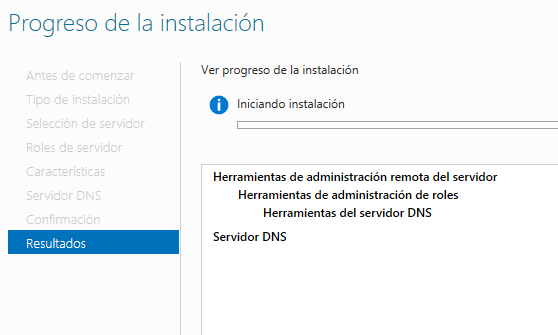 Progreso de la instalación
Antes de comenzar
Tipo de instalación
Selección de servidor
Roles de servidor
Características
Servidor DNS
Confirmación
Resultados
Ver progreso de la instalación
Iniciando instalación
Herramientas de administración remota del servidor
Herramientas de administración de roles
Herramientas del servidor DNS
Servidor DNS